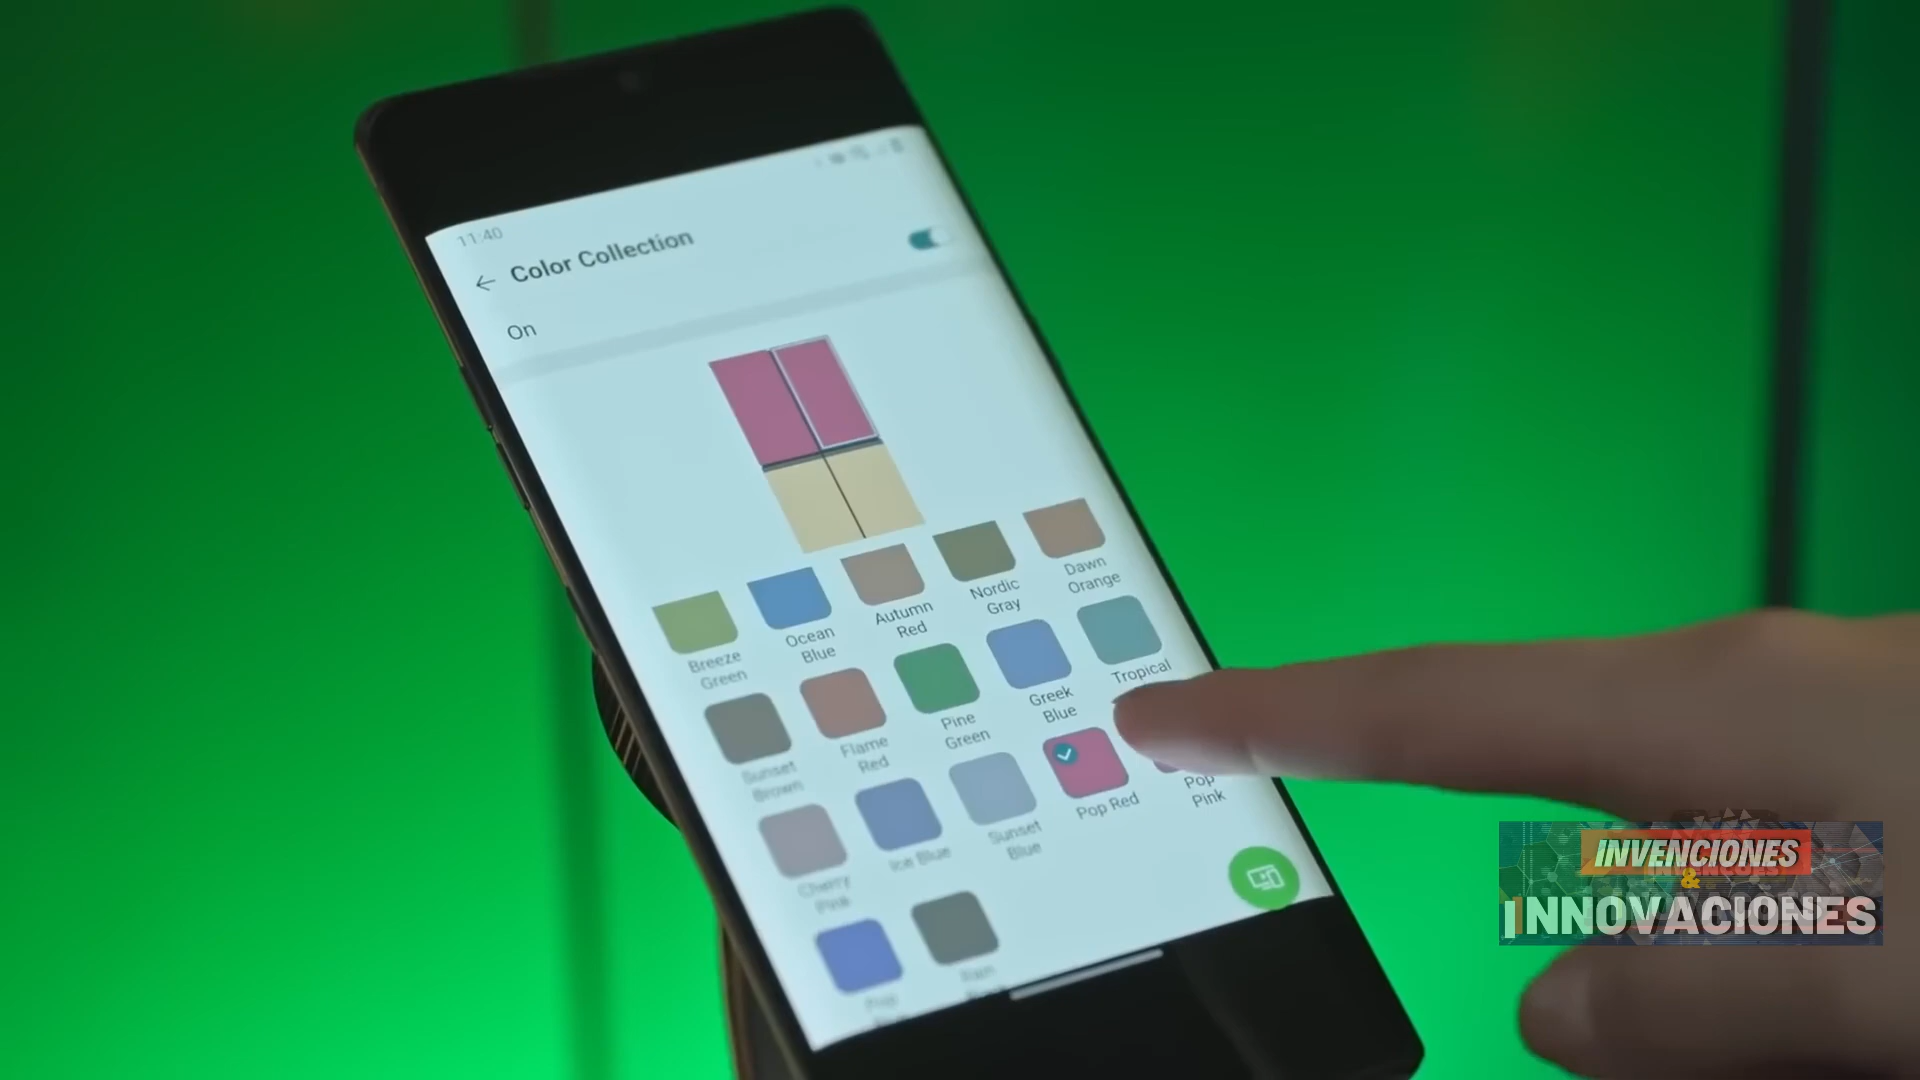 11:40
Color Collection
On
Breeze
Green
Ocean
Blue
Autumn
Red
Nordic
Gray
Dawn
Orange
Sunset
Brown
Flame
Red
Pine
Green
Greek
Blue
Tropical
Cherry
Pink
Ice Blue
Sunset
Blue
Pop Red
Pop
Pink
INVENCIONES
&
INNOVACIONES